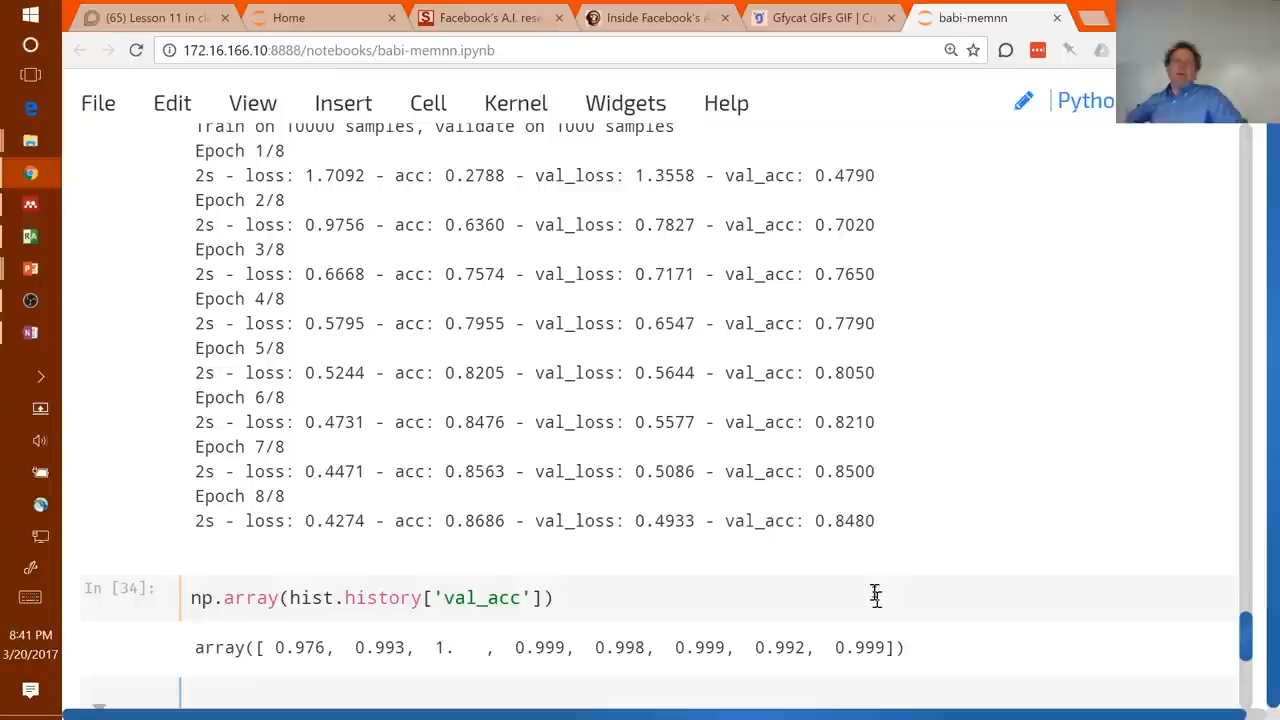 (65) Lesson 11 in cl
Home
Facebook's A.I. rese
Inside Facebook's A
Gfycat GIFs GIF | Cr
babi-memnn
172.16.166.10:8888/notebooks/babi-memnn.ipynb
File Edit View Insert Cell Kernel Widgets Help
Pytho
Train on 10000 samples, validate on 1000 samples
Epoch 1/8
2s - loss: 1.7092 - acc: 0.2788 - val_loss: 1.3558 - val_acc: 0.4790
Epoch 2/8
2s - loss: 0.9756 - acc: 0.6360 - val_loss: 0.7827 - val_acc: 0.7020
Epoch 3/8
2s - loss: 0.6668 - acc: 0.7574 - val_loss: 0.7171 - val_acc: 0.7650
Epoch 4/8
2s - loss: 0.5795 - acc: 0.7955 - val_loss: 0.6547 - val_acc: 0.7790
Epoch 5/8
2s - loss: 0.5244 - acc: 0.8205 - val_loss: 0.5644 - val_acc: 0.8050
Epoch 6/8
2s - loss: 0.4731 - acc: 0.8476 - val_loss: 0.5577 - val_acc: 0.8210
Epoch 7/8
2s - loss: 0.4471 - acc: 0.8563 - val_loss: 0.5086 - val_acc: 0.8500
Epoch 8/8
2s - loss: 0.4274 - acc: 0.8686 - val_loss: 0.4933 - val_acc: 0.8480
In [34]:
np.array(hist.history['val_acc'])
array([ 0.976, 0.993, 1. , 0.999, 0.998, 0.999, 0.992, 0.999])
8:41 PM
3/20/2017